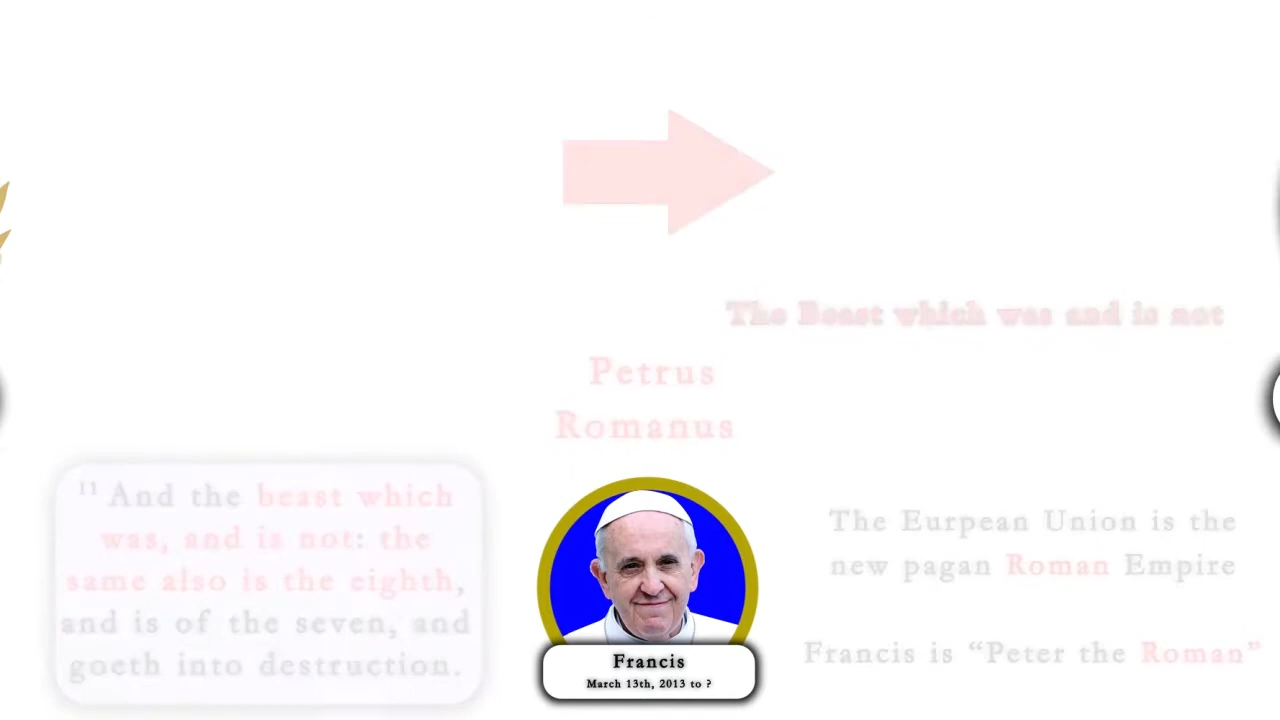 The Beast which was and is not
Petrus
Romanus
¹¹ And the beast which
was, and is not: the
same also is the eighth,
and is of the seven, and
goeth into destruction.
The Eurpean Union is the
new pagan Roman Empire
Francis is “Peter the Roman”
Francis
March 13th, 2013 to ?